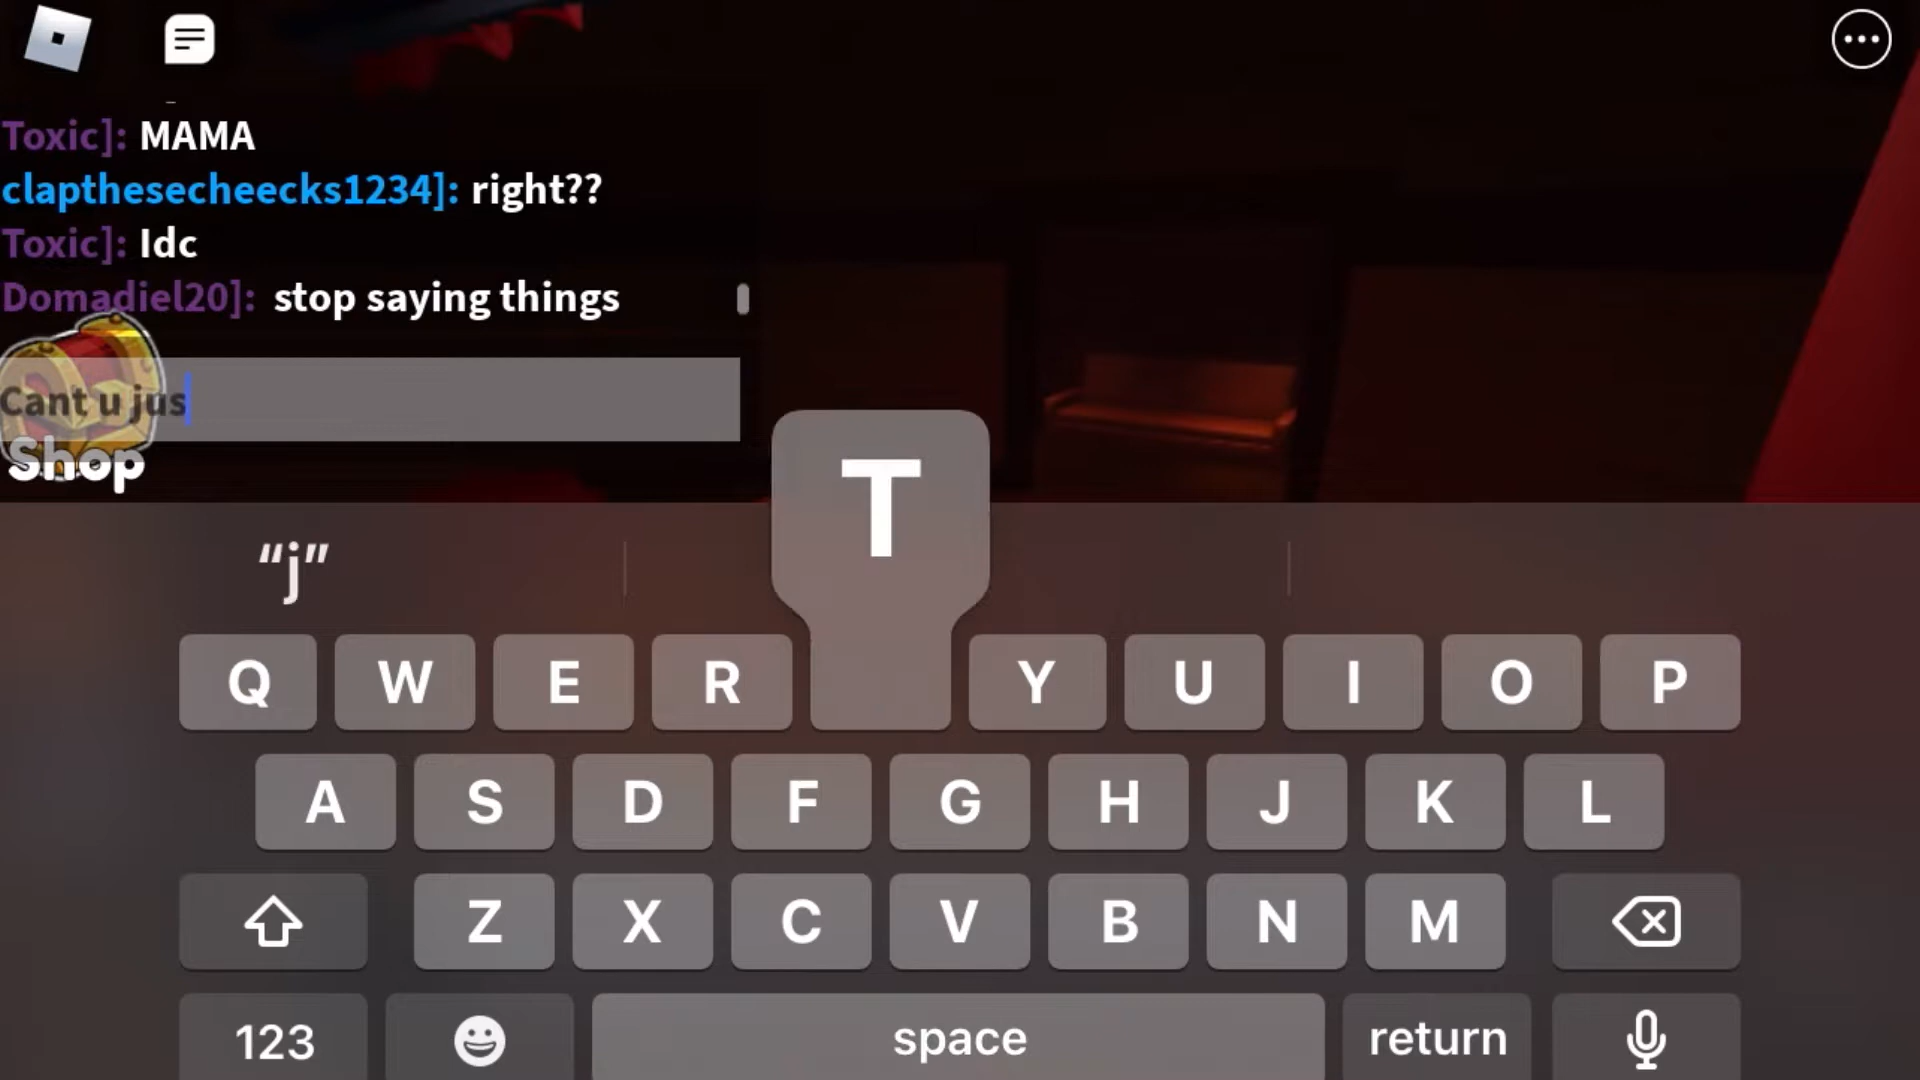 Toxic]: MAMA
clapthesecheecks1234]: right??
Toxic]: Idc
Domadiel20]: stop saying things
Cant u jus
Shop
“j”
T
Q W E R Y U I O P
A S D F G H J K L
Z X C V B N M
123 space return